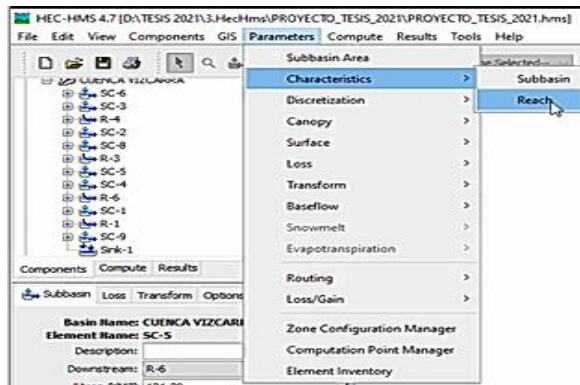 HEC-HMS 4.7 [D:\TESIS 2021\3.HecHms\PROYECTO_TESIS_2021\PROYECTO_TESIS_2021.hms]
File Edit View Components GIS Parameters Compute Results Tools Help
Selected--
CUENCA VIZCARRA
SC-6
SC-3
R-4
SC-2
SC-8
R-3
SC-5
SC-4
R-6
SC-1
R-1
SC-9
Sink-1
Subbasin Area
Characteristics
Discretization
Canopy
Surface
Loss
Transform
Baseflow
Snowmelt
Evapotranspiration
Routing
Loss/Gain
Zone Configuration Manager
Computation Point Manager
Element Inventory
Subbasin
Reach
Components Compute Results
Subbasin Loss Transform Options
Basin Name: CUENCA VIZCARR
Element Name: SC-5
Description:
Downstream: R-6